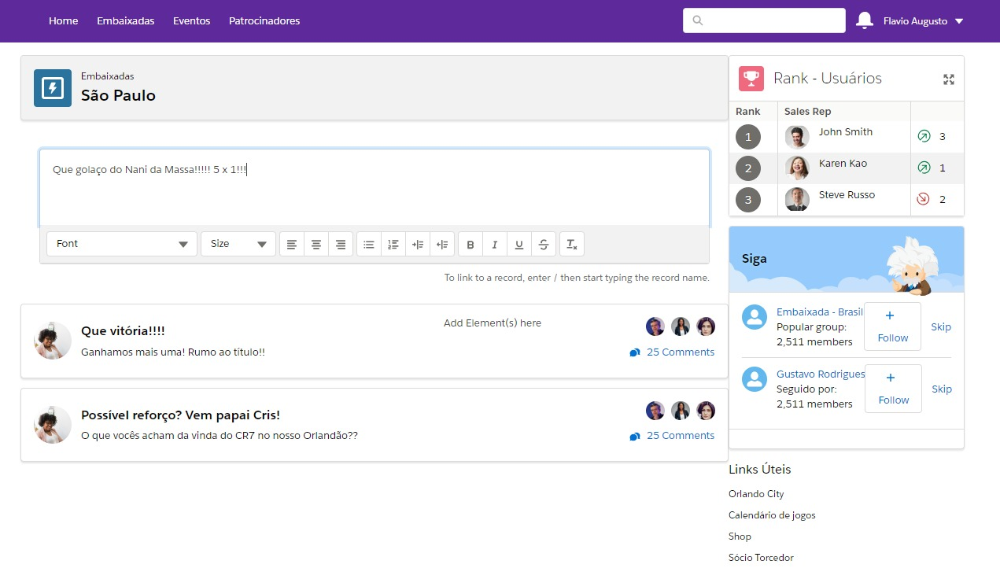 Home Embaixadas Eventos Patrocinadores Flavio Augusto
Embaixadas
São Paulo
Que golaço do Nani da Massa!!!!! 5 x 1!!!
Font Size B I U S Tx
To link to a record, enter / then start typing the record name.
Que vitória!!!!
Add Element(s) here
Ganhamos mais uma! Rumo ao título!!
25 Comments
Possível reforço? Vem papai Cris!
O que vocês acham da vinda do CR7 no nosso Orlandão??
25 Comments
Rank - Usuários
Rank Sales Rep
1 John Smith 3
2 Karen Kao 1
3 Steve Russo 2
Siga
Embaixada - Brasil
Popular group:
2,511 members
+ Follow
Skip
Gustavo Rodrigues
Seguido por:
2,511 members
+ Follow
Skip
Links Úteis
Orlando City
Calendário de jogos
Shop
Sócio Torcedor